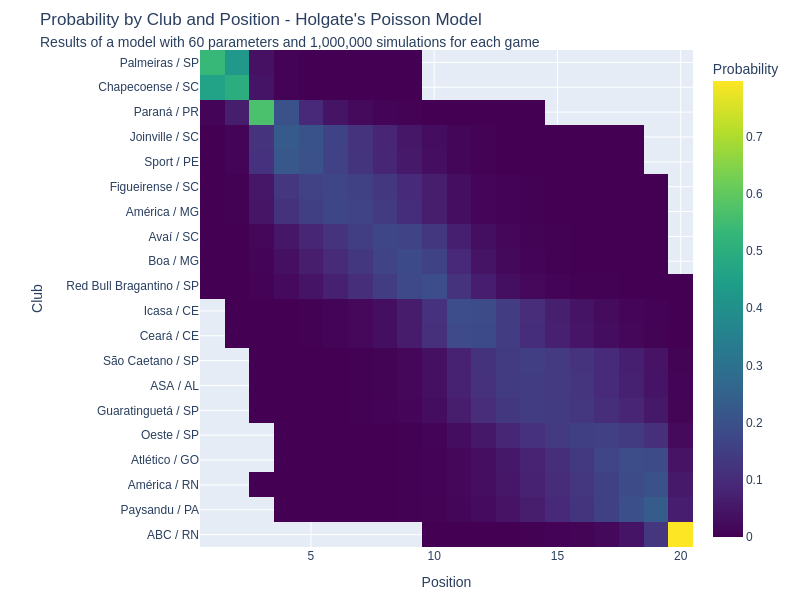 Probability by Club and Position - Holgate's Poisson Model
Results of a model with 60 parameters and 1,000,000 simulations for each game
Probability
Club
Palmeiras / SP
Chapecoense / SC
Paraná / PR
Joinville / SC
Sport / PE
Figueirense / SC
América / MG
Avaí / SC
Boa / MG
Red Bull Bragantino / SP
Icasa / CE
Ceará / CE
São Caetano / SP
ASA / AL
Guaratinguetá / SP
Oeste / SP
Atlético / GO
América / RN
Paysandu / PA
ABC / RN
0.7
0.6
0.5
0.4
0.3
0.2
0.1
0
5
10
15
20
Position